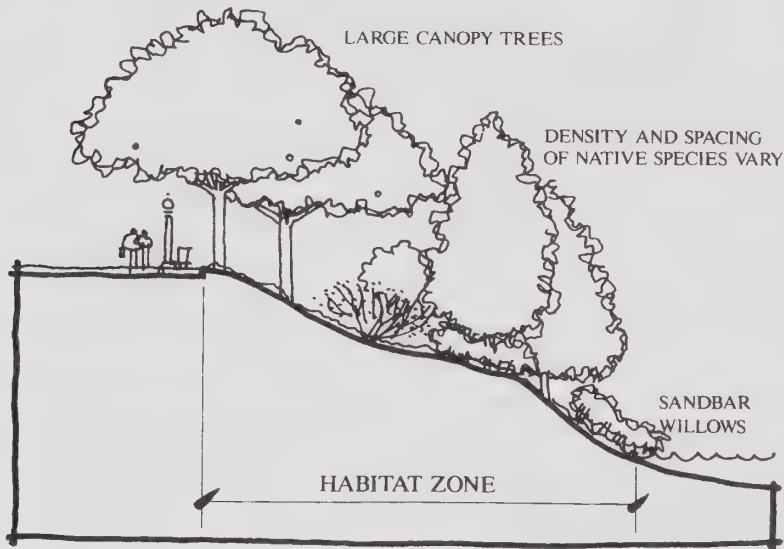 LARGE CANOPY TREES
DENSITY AND SPACING
OF NATIVE SPECIES VARY
SANDBAR
WILLOWS
HABITAT ZONE